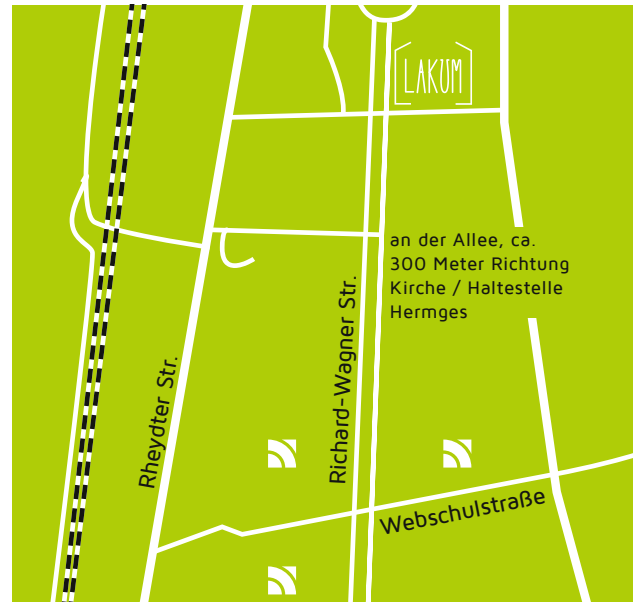 LAKUM
an der Allee, ca.
300 Meter Richtung
Kirche / Haltestelle
Hermges
Rheydter Str.
Richard-Wagner Str.
Webschulstraße